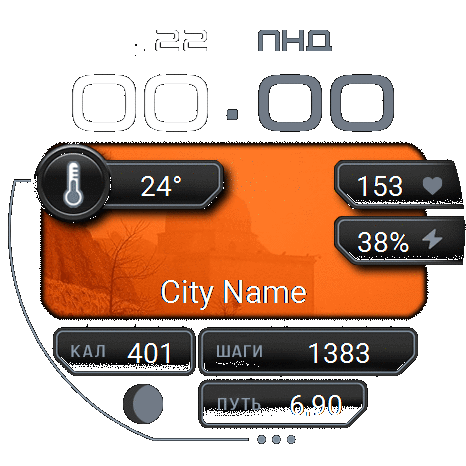 . 22 ПНД
00.00
24°
153
38%
City Name
КАЛ 401
ШАГИ 1383
ПУТЬ 6,90